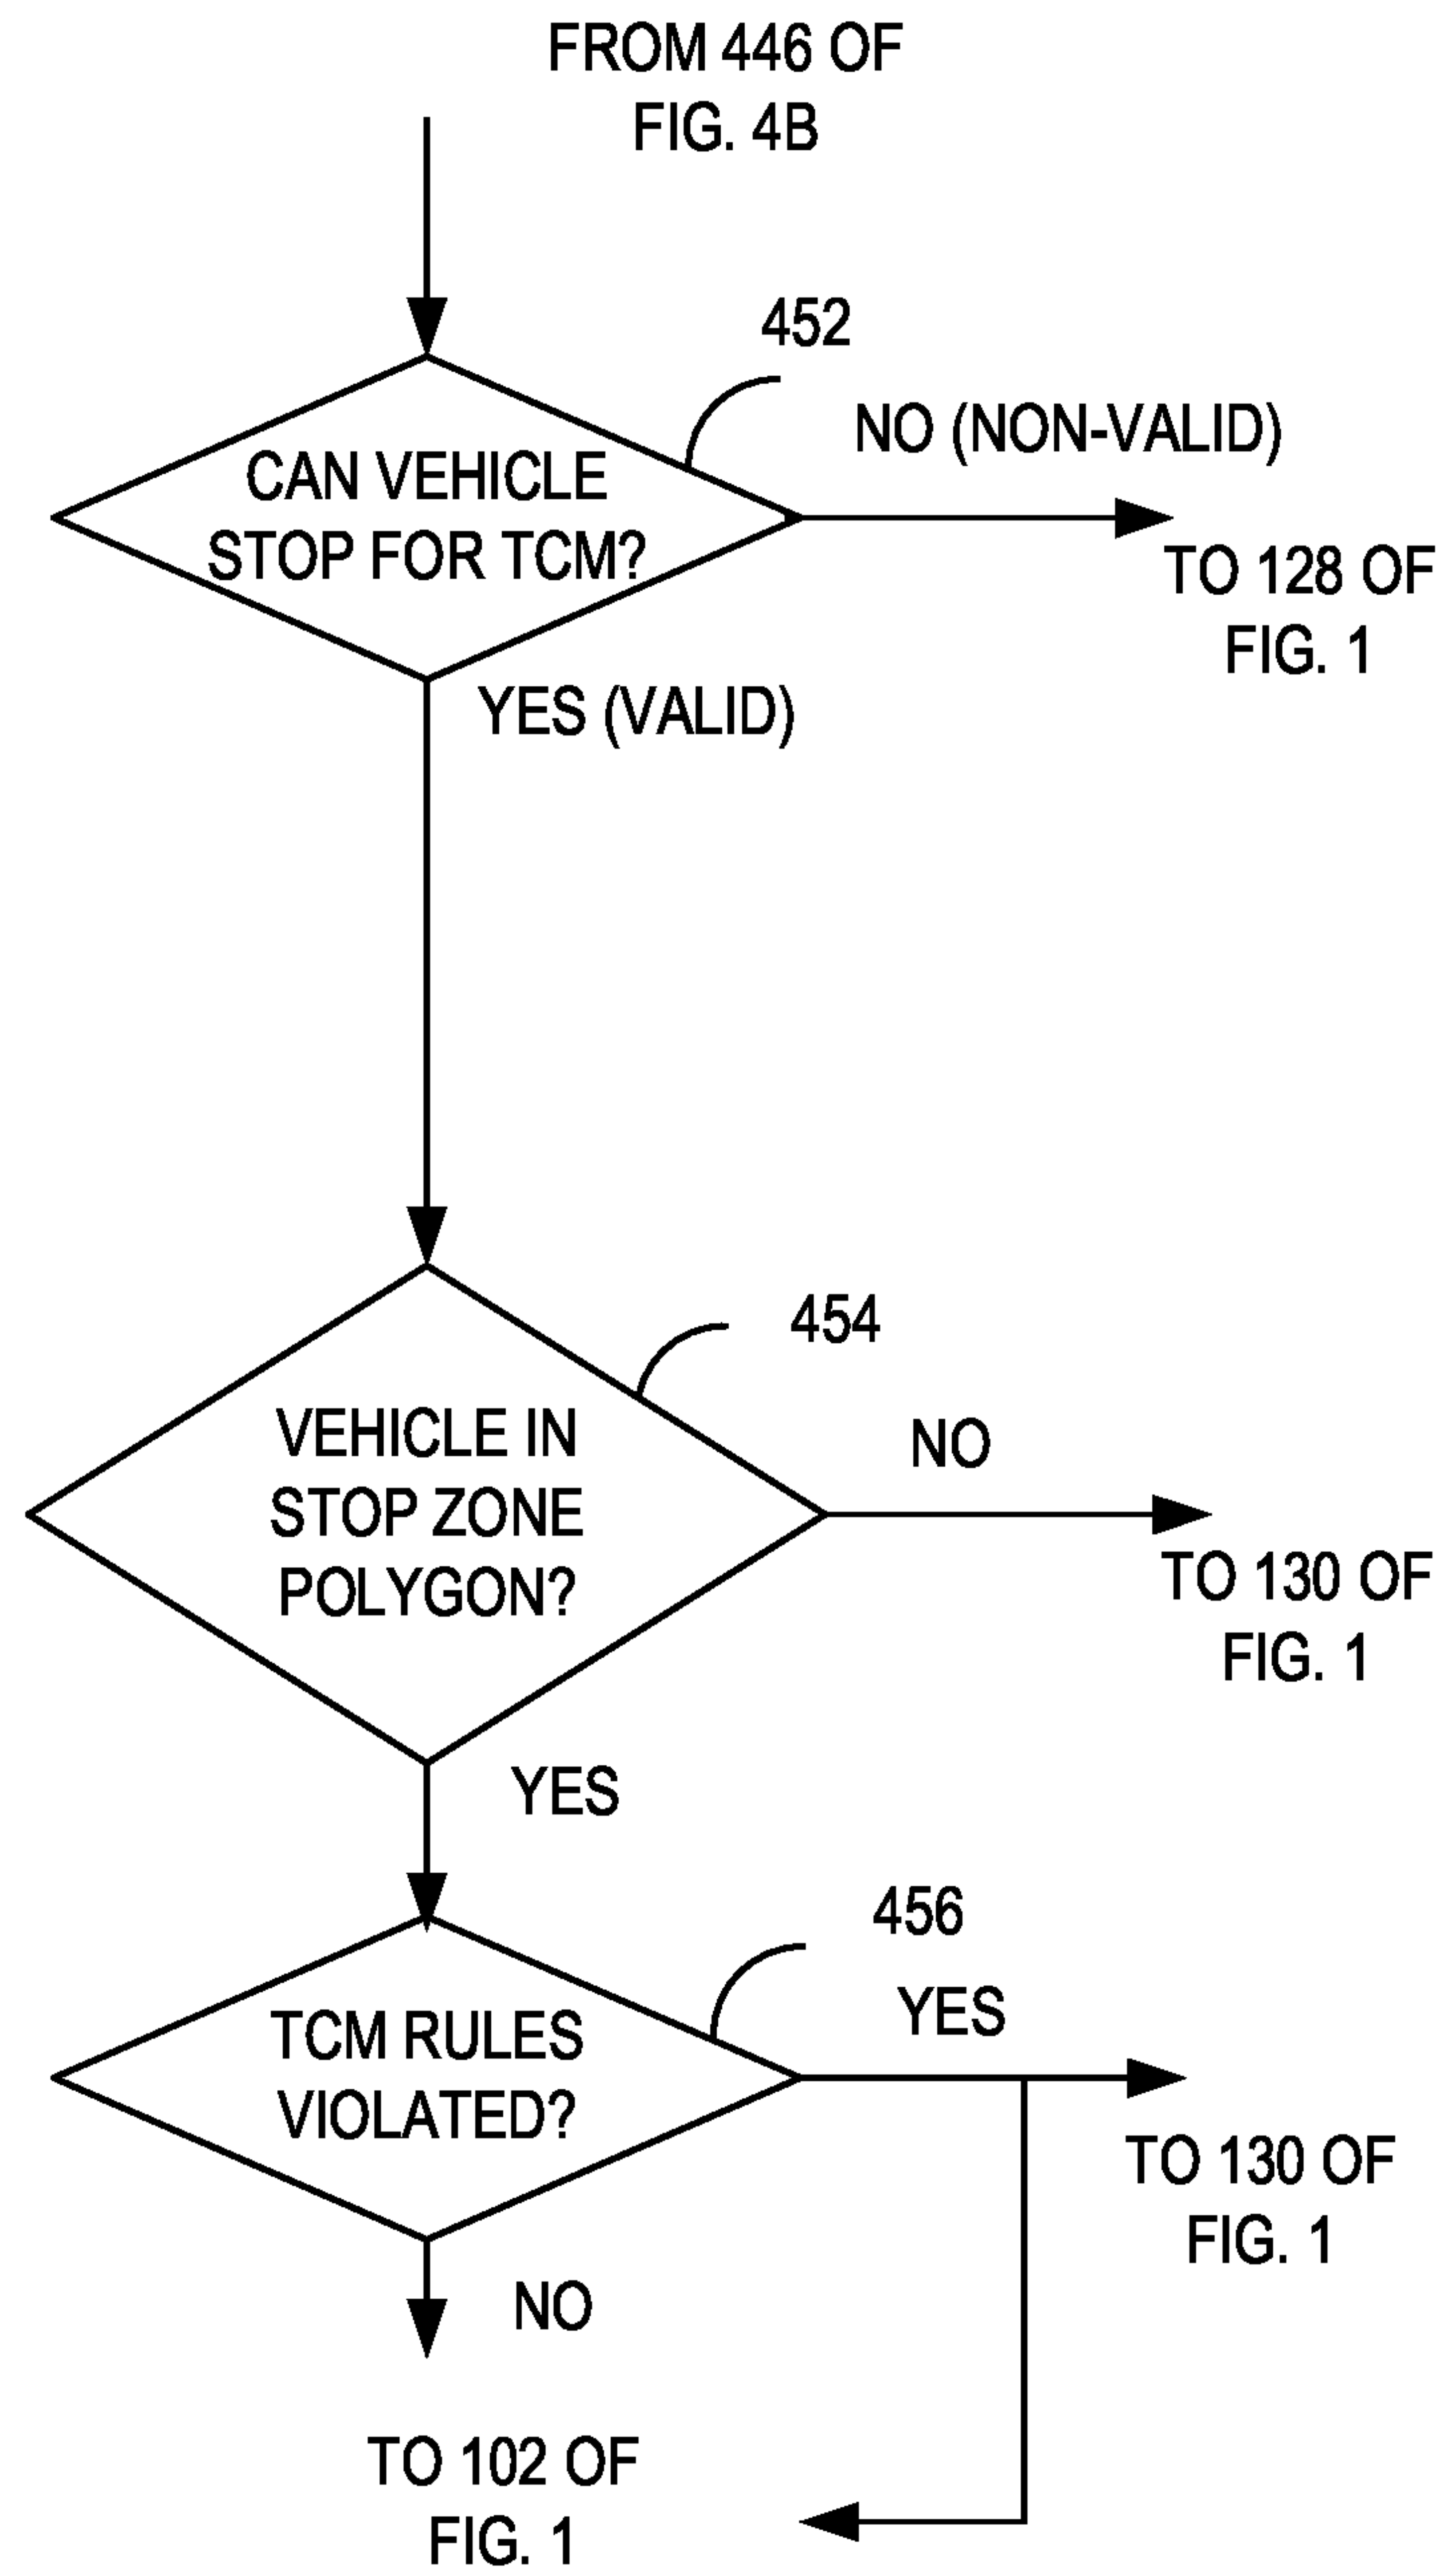 FROM 446 OF
FIG. 4B
452
NO (NON-VALID)
CAN VEHICLE
STOP FOR TCM?
TO 128 OF
FIG. 1
YES (VALID)
454
VEHICLE IN
STOP ZONE
POLYGON?
NO
TO 130 OF
FIG. 1
YES
456
YES
TCM RULES
VIOLATED?
TO 130 OF
FIG. 1
NO
TO 102 OF
FIG. 1